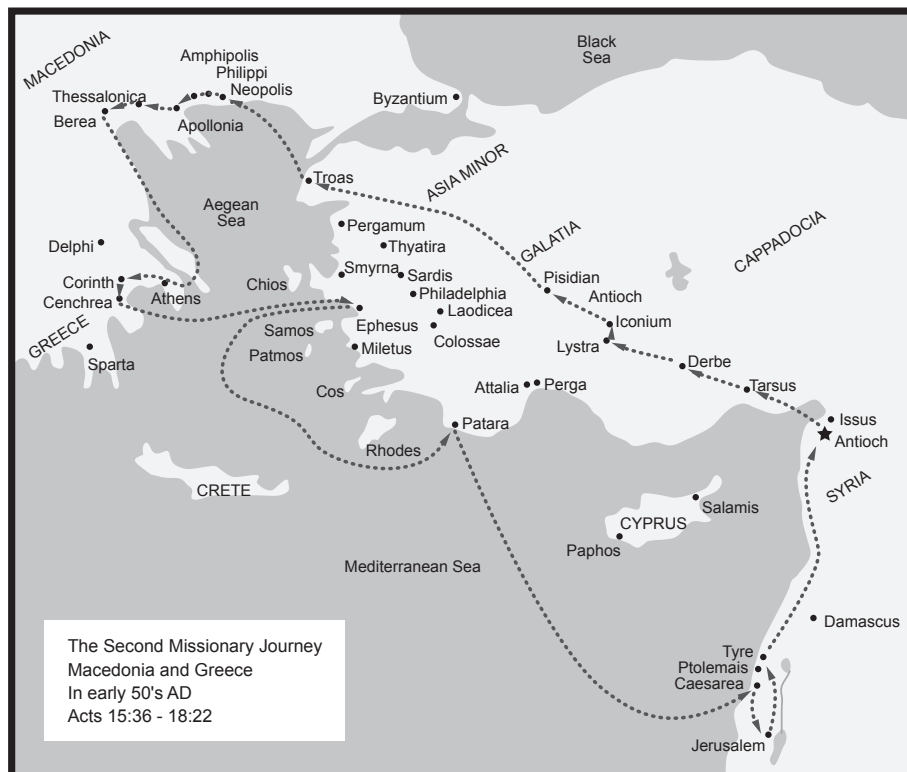 Black
Sea
MACEDONIA
Amphipolis
Philippi
Neopolis
Thessalonica
Byzantium
Berea
Apollonia
ASIA MINOR
Troas
Aegean
Sea
CAPPADOCIA
Pergamum
GALATIA
Delphi
Thyatira
Corinth
Chios
Smyrna
Sardis
Pisidian
Antioch
Cenchrea
Athens
Philadelphia
Laodicea
GREECE
Samos
Ephesus
Iconium
Colossae
Patmos
Miletus
Lystra
Sparta
Derbe
Cos
Attalia
Perga
Tarsus
Issus
Patara
Antioch
Rhodes
CRETE
SYRIA
CYPRUS
Salamis
Paphos
Mediterranean Sea
Damascus
The Second Missionary Journey
Macedonia and Greece
In early 50's AD
Acts 15:36 - 18:22
Tyre
Ptolemais
Caesarea
Jerusalem